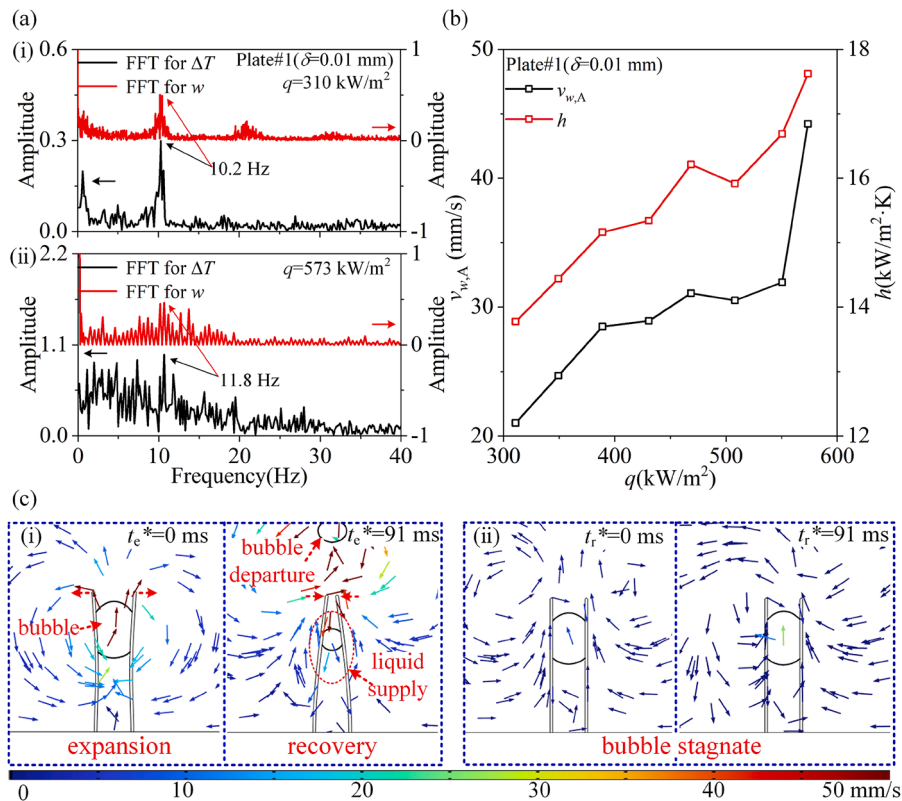 (a)
(i)
0.6
0.3
0.0
Amplitude
FFT for ΔT
FFT for w
Plate#1(δ=0.01 mm)
q=310 kW/m²
10.2 Hz
1
0
-1
Amplitude
(ii)
2.2
1.1
0.0
Amplitude
FFT for ΔT
FFT for w
q=573 kW/m²
11.8 Hz
1
0
-1
Amplitude
0 10 20 30 40
Frequency(Hz)
(b)
50
40
30
20
v_w,A (mm/s)
Plate#1(δ=0.01 mm)
v_w,A
h
18
16
14
12
h(kW/m²·K)
300 400 500 600
q(kW/m²)
(c)
(i)
t_e*=0 ms
bubble
expansion
t_e*=91 ms
bubble
departure
liquid
supply
recovery
(ii)
t_r*=0 ms
t_r*=91 ms
bubble stagnate
0 10 20 30 40 50 mm/s